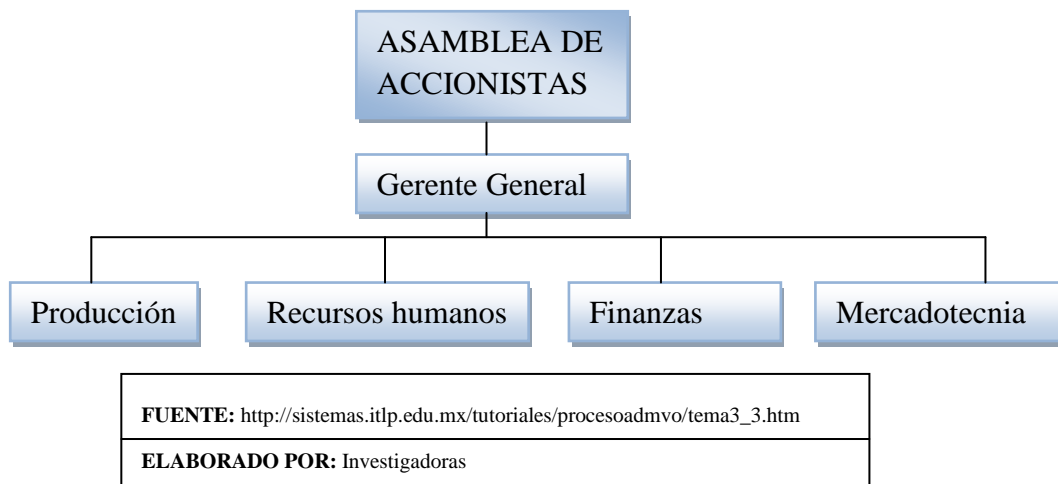 ASAMBLEA DE
ACCIONISTAS
Gerente General
Producción
Recursos humanos
Finanzas
Mercadotecnia
FUENTE: http://sistemas.itlp.edu.mx/tutoriales/procesoadmvo/tema3_3.htm
ELABORADO POR: Investigadoras